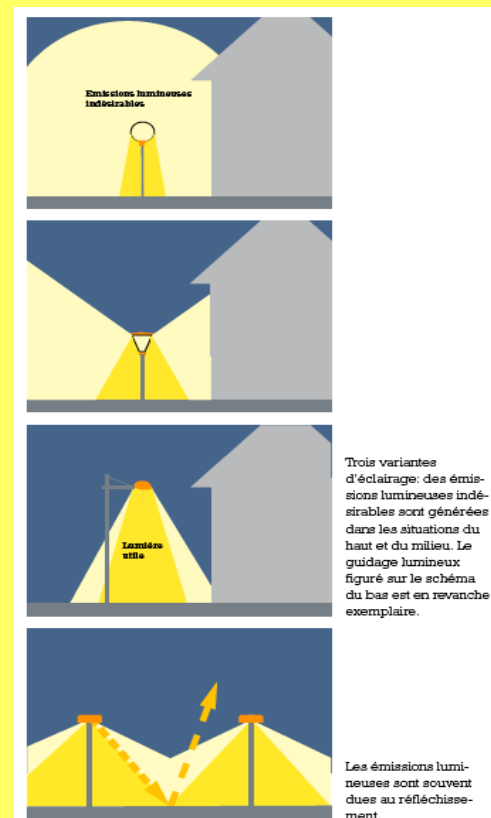 Emissions lumineuses
indésirables
Lumière
utile
Trois variantes
d'éclairage: des émis-
sions lumineuses indé-
sirables sont générées
dans les situations du
haut et du milieu. Le
guidage lumineux
figuré sur le schéma
du bas est en revanche
exemplaire.
Les émissions lumi-
neuses sont souvent
dues au réfléchisse-
ment